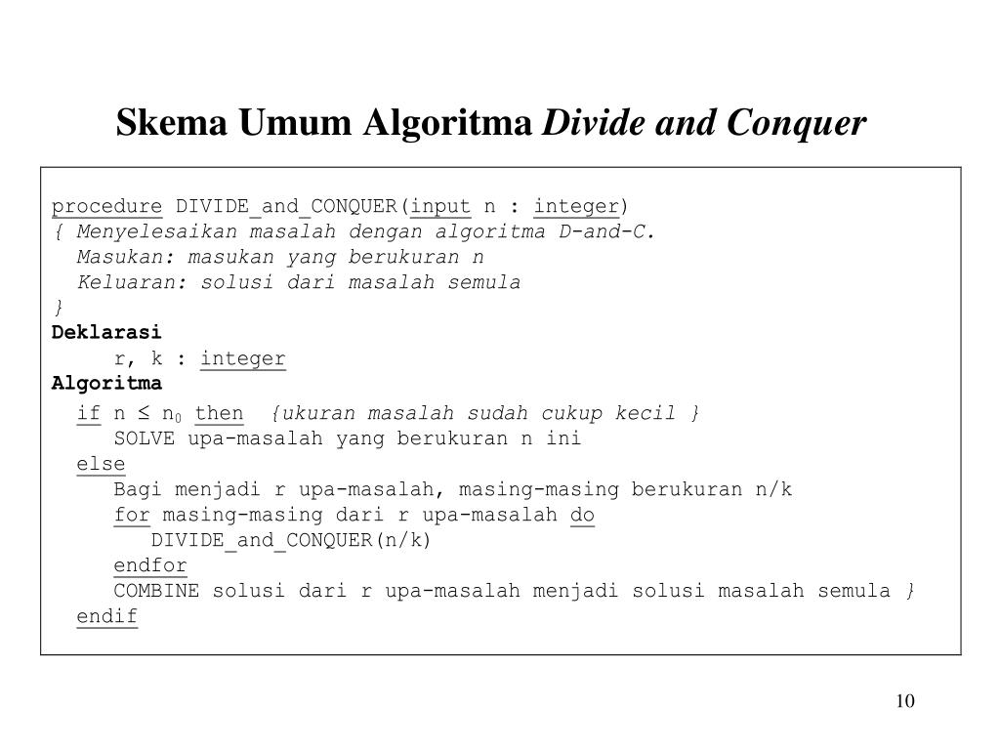 Skema Umum Algoritma Divide and Conquer
procedure DIVIDE_and_CONQUER(input n : integer)
{ Menyelesaikan masalah dengan algoritma D-and-C.
Masukan: masukan yang berukuran n
Keluaran: solusi dari masalah semula
}
Deklarasi
r, k : integer
Algoritma
if n ≤ n₀ then {ukuran masalah sudah cukup kecil }
SOLVE upa-masalah yang berukuran n ini
else
Bagi menjadi r upa-masalah, masing-masing berukuran n/k
for masing-masing dari r upa-masalah do
DIVIDE_and_CONQUER(n/k)
endfor
COMBINE solusi dari r upa-masalah menjadi solusi masalah semula }
endif
10